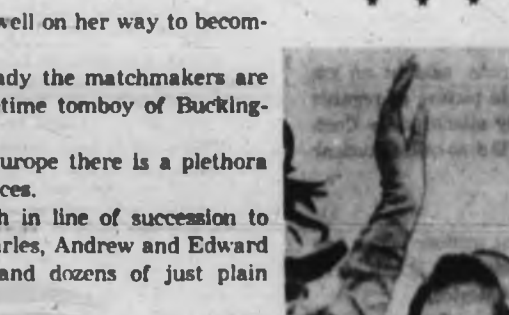 well on her way to becom-
ady the matchmakers are
time tomboy of Bucking-
urope there is a plethora
ces.
h in line of succession to
arles, Andrew and Edward
and dozens of just plain